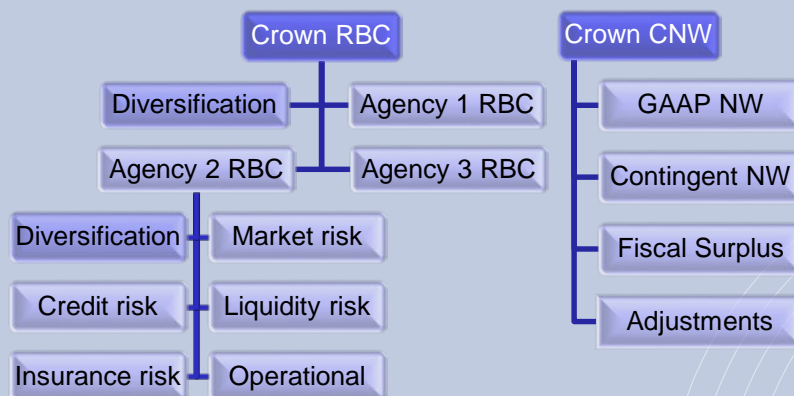 Crown RBC
Crown CNW
Diversification
Agency 1 RBC
GAAP NW
Agency 2 RBC
Agency 3 RBC
Contingent NW
Diversification
Market risk
Fiscal Surplus
Credit risk
Liquidity risk
Adjustments
Insurance risk
Operational